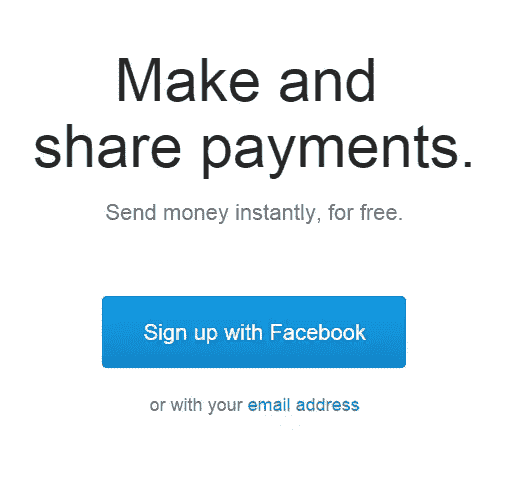 Make and
share payments.
Send money instantly, for free.
Sign up with Facebook
or with your email address